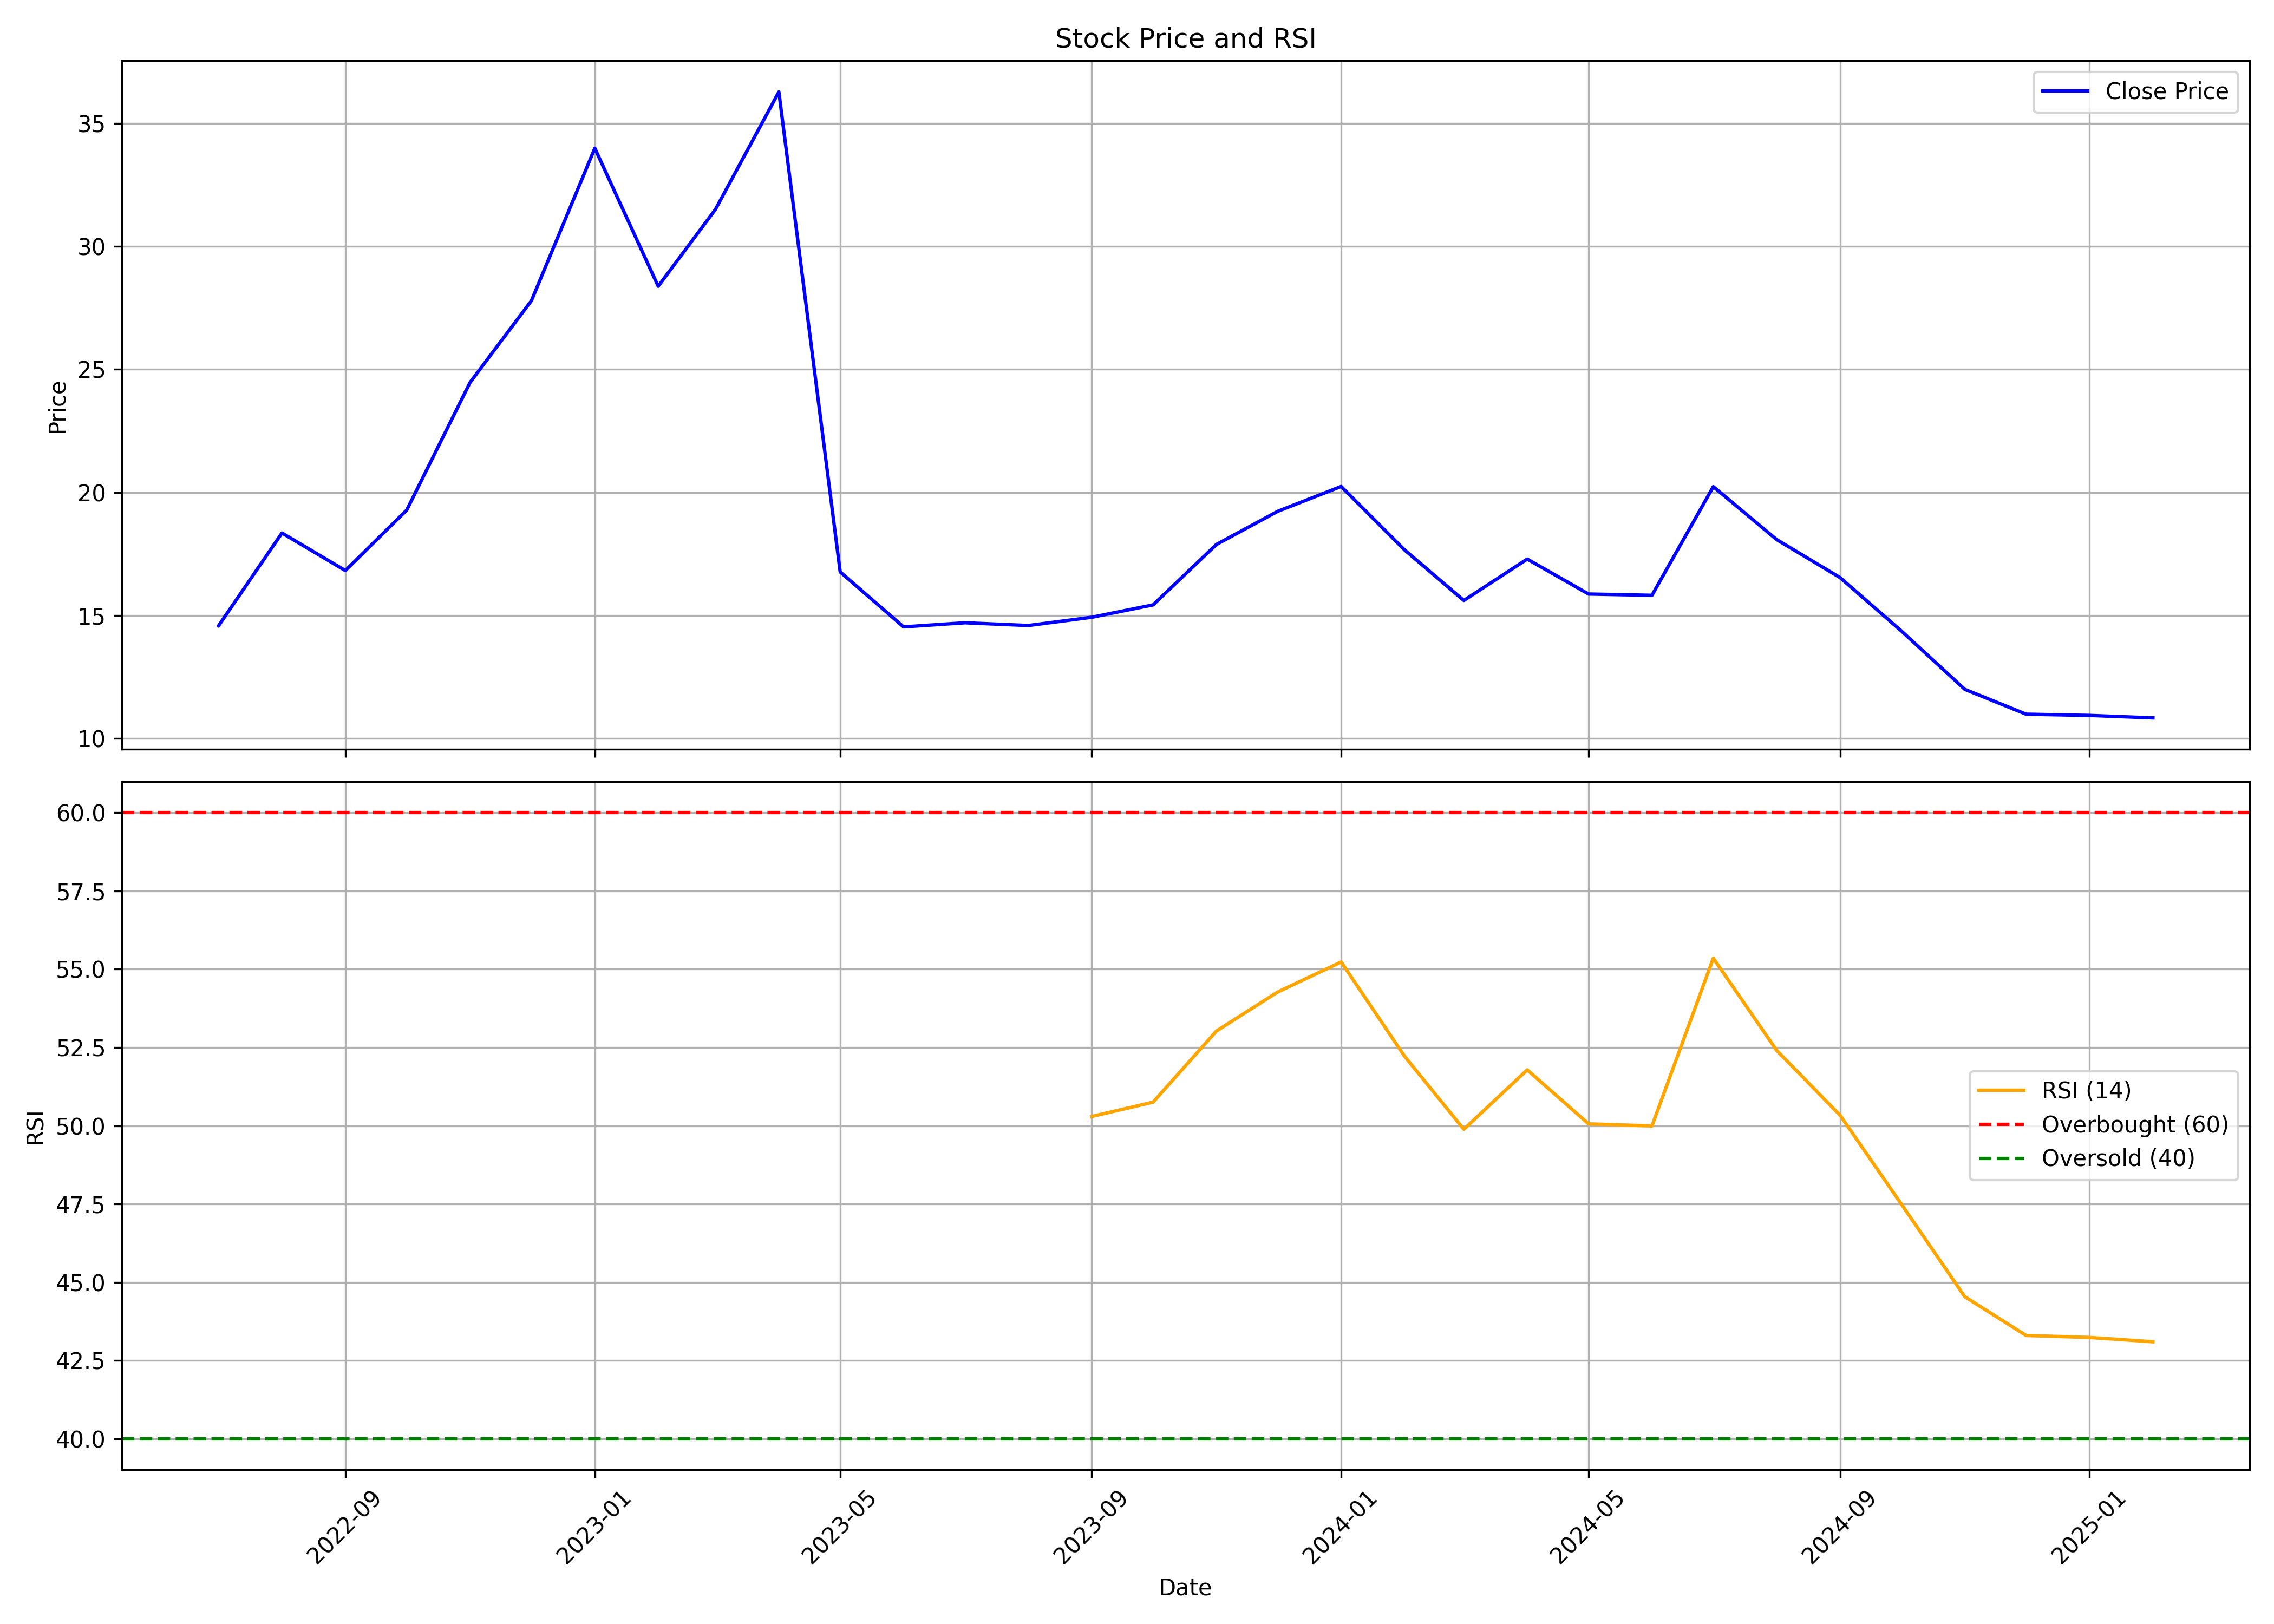 Stock Price and RSI
Close Price
35
30
25
20
15
10
Price
60.0
57.5
55.0
52.5
50.0
47.5
45.0
42.5
40.0
RSI
RSI (14)
Overbought (60)
Oversold (40)
2022-09
2023-01
2023-05
2023-09
2024-01
2024-05
2024-09
2025-01
Date